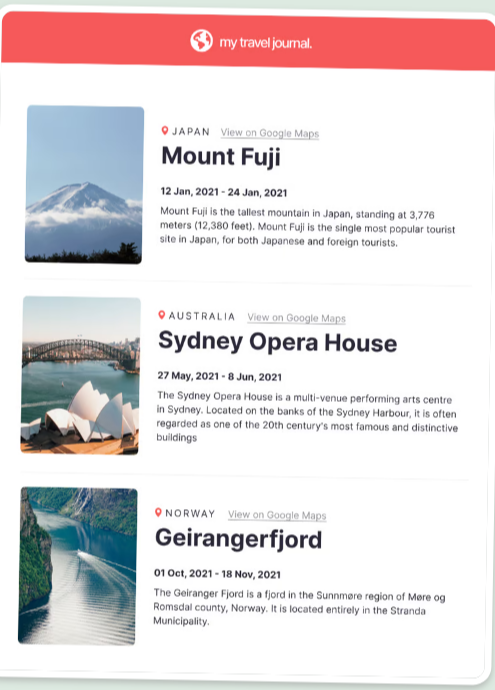 my travel journal.
JAPAN View on Google Maps
Mount Fuji
12 Jan, 2021 - 24 Jan, 2021
Mount Fuji is the tallest mountain in Japan, standing at 3,776
meters (12,380 feet). Mount Fuji is the single most popular tourist
site in Japan, for both Japanese and foreign tourists.
AUSTRALIA View on Google Maps
Sydney Opera House
27 May, 2021 - 8 Jun, 2021
The Sydney Opera House is a multi-venue performing arts centre
in Sydney. Located on the banks of the Sydney Harbour, it is often
regarded as one of the 20th century's most famous and distinctive
buildings
NORWAY View on Google Maps
Geirangerfjord
01 Oct, 2021 - 18 Nov, 2021
The Geiranger Fjord is a fjord in the Sunnmøre region of Møre og
Romsdal county, Norway. It is located entirely in the Stranda
Municipality.